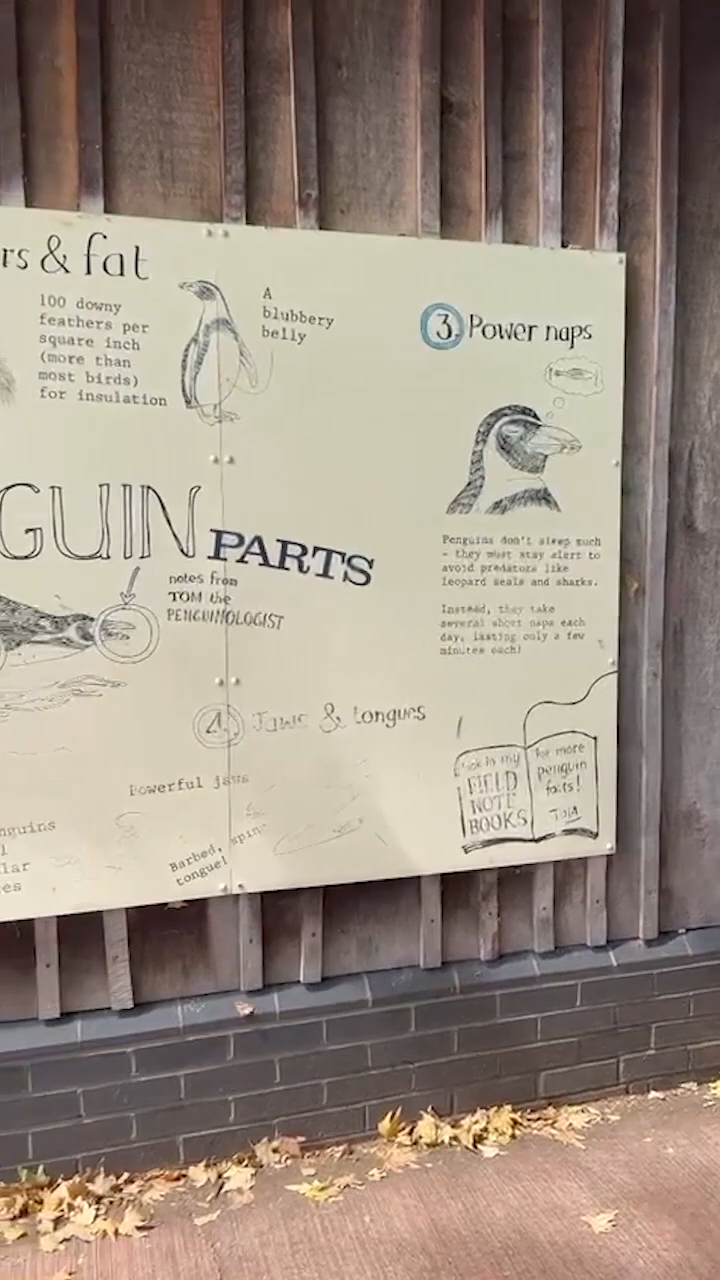 rs & fat
100 downy
feathers per
square inch
(more than
most birds)
for insulation
A
blubbery
belly
3. Power naps
Penguins don't sleep much
- they must stay alert to
avoid predators like
leopard seals and sharks.
Instead, they take
several short naps each
day, lasting only a few
minutes each!
GUIN PARTS
notes from
TOM the
PENGUINOLOGIST
4. Jaws & tongues
Powerful jaws
Barbed, spiny
tongue!
nguins
l
lar
es
in my
FIELD
NOTE
BOOKS
for more
penguin
facts!
Tom